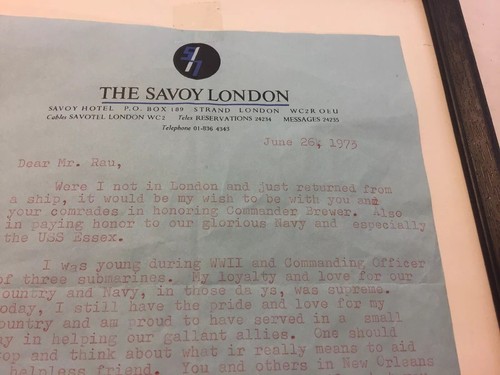 THE SAVOY LONDON
SAVOY HOTEL P.O. BOX 189 STRAND LONDON WC2R 0EU
Cables SAVOTEL LONDON WC2 Telex RESERVATIONS 24234 MESSAGES 24235
Telephone 01-836 4343
June 26, 1973
Dear Mr. Rau,
Were I not in London and just returned from
a ship, it would be my wish to be with you and
your comrades in honoring Commander Brewer. Also
in paying honor to our glorious Navy and especially
the USS Essex.
I was young during WWII and Commanding Officer
of three submarines. My loyalty and love for our
ountry and Navy, in those da ys, was supreme.
oday, I still have the pride and love for my
ountry and am proud to have served in a small
ay in helping our gallant allies. One should
top and think about what ir really means to aid
helpless friend. You and others in New Orleans